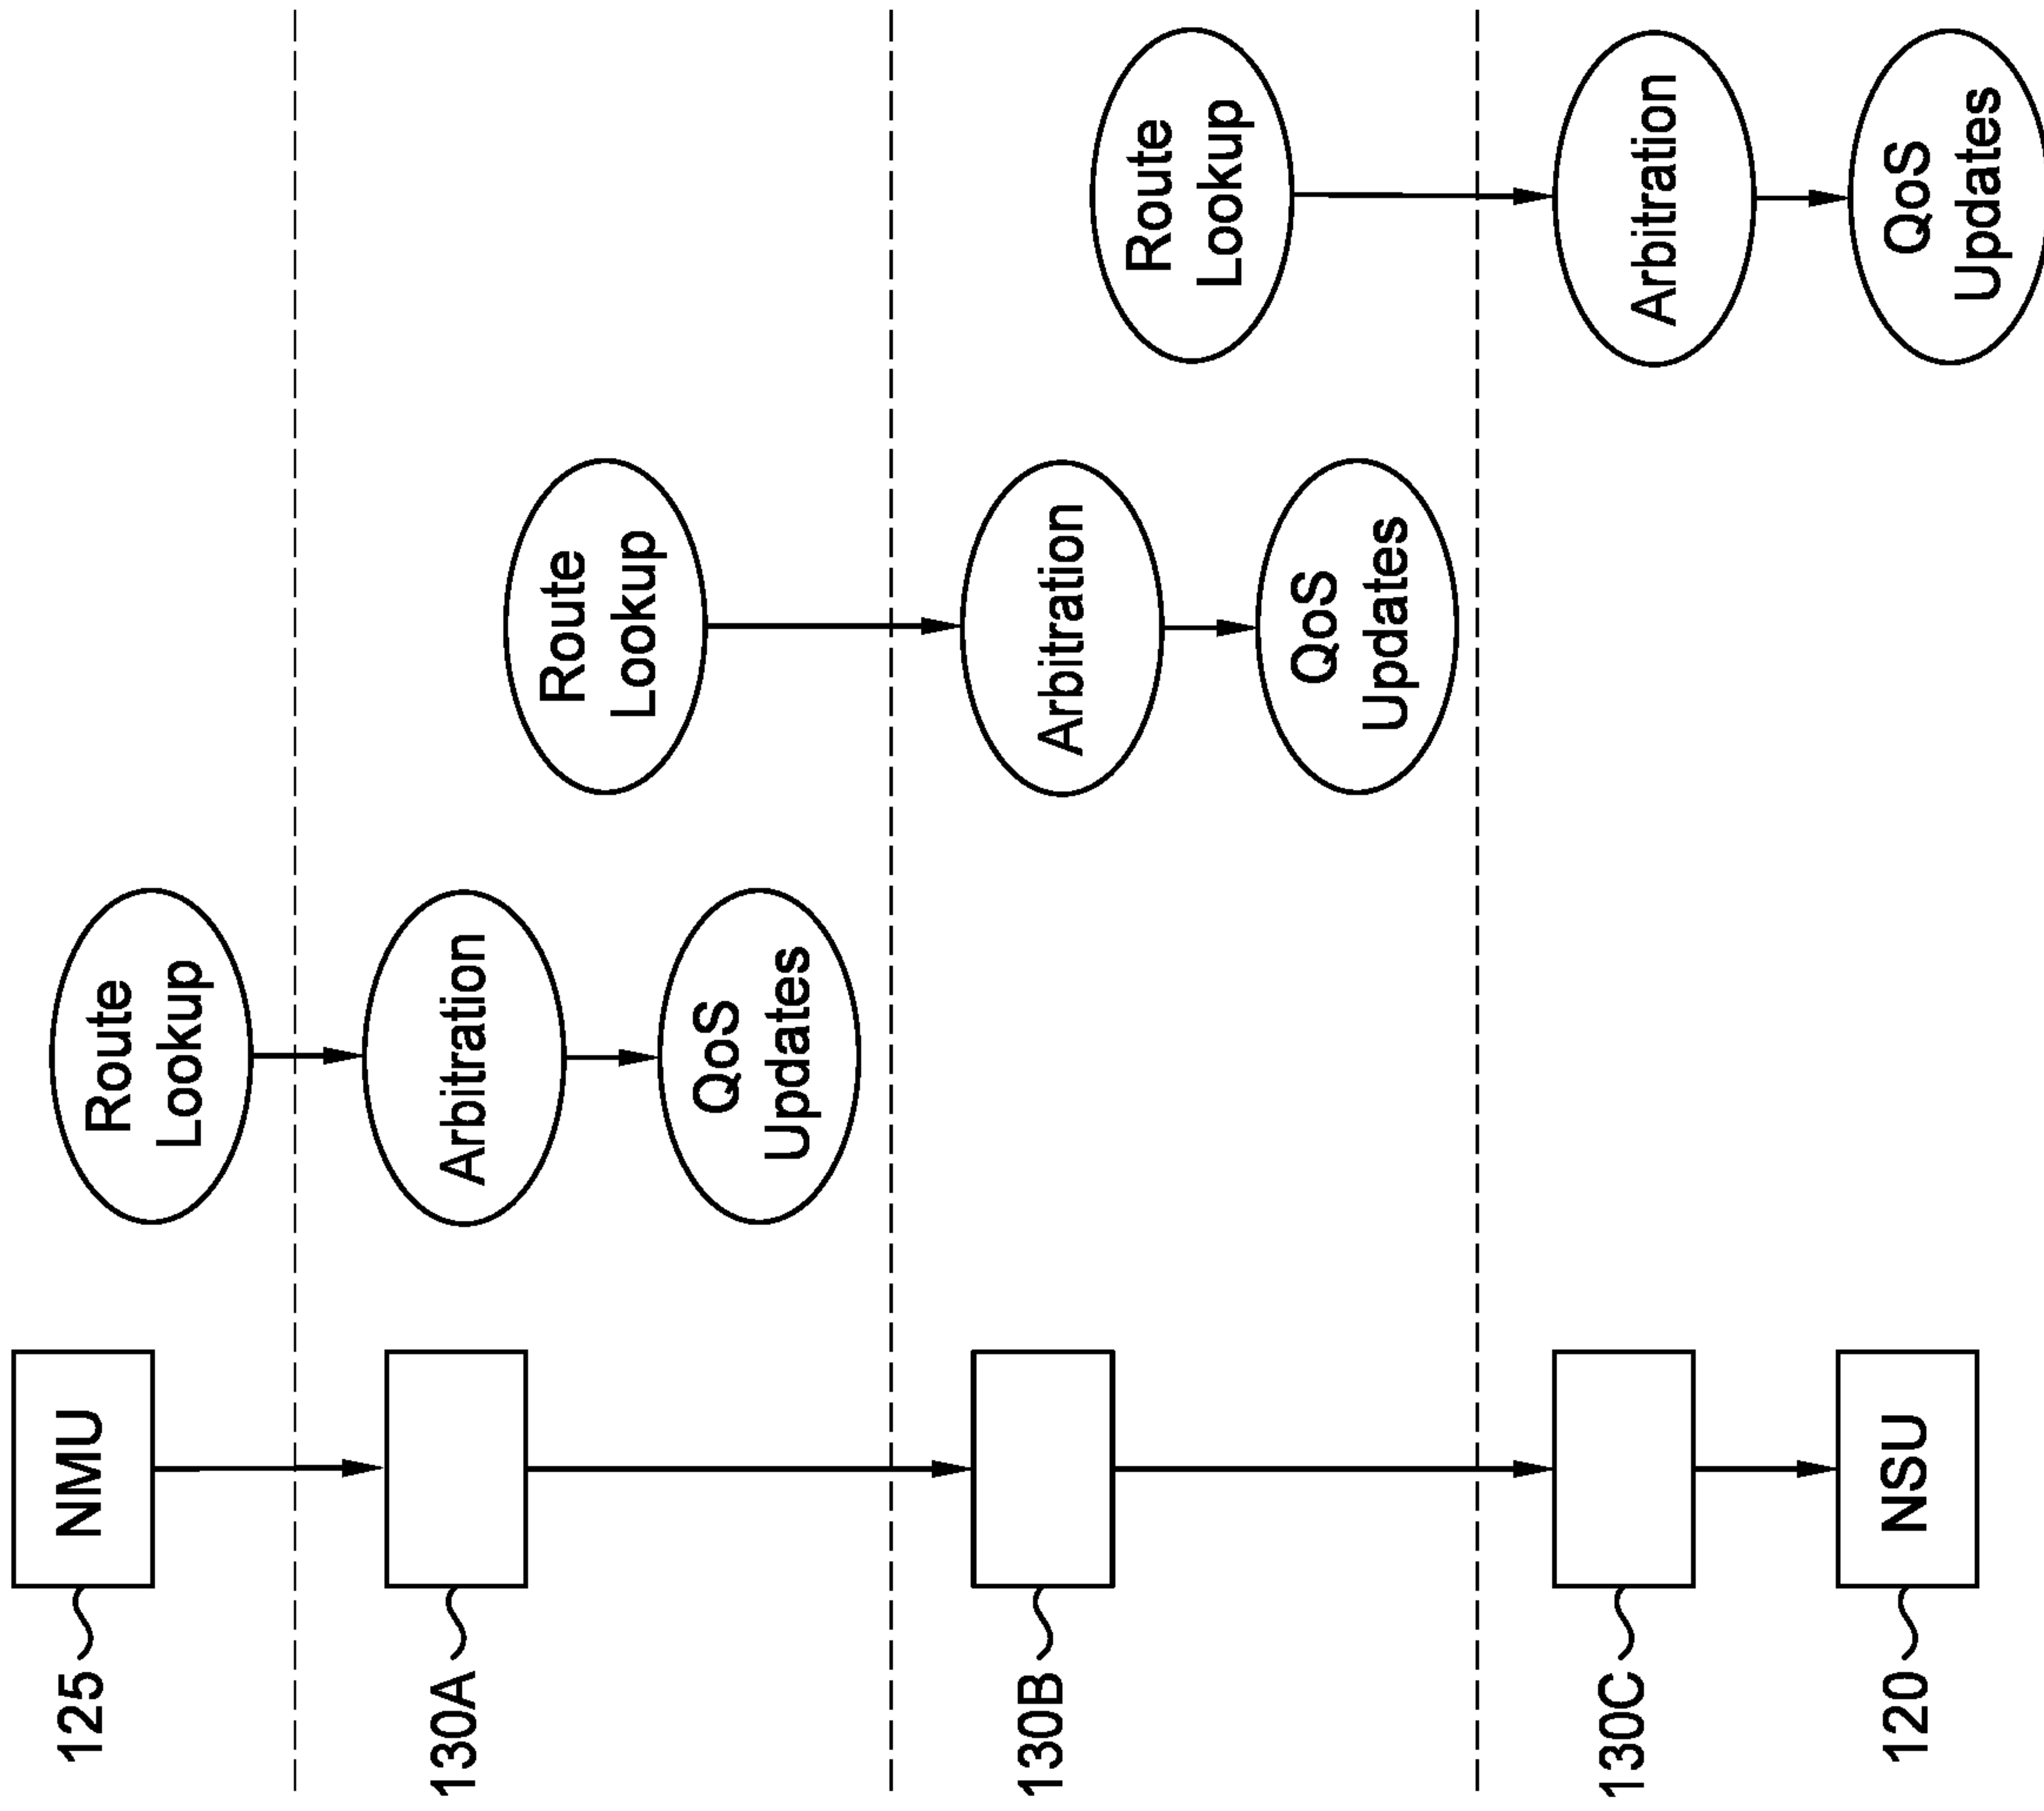 125
NMU
Route
Lookup
130A
Arbitration
QoS
Updates
Route
Lookup
130B
Arbitration
QoS
Updates
Route
Lookup
130C
Arbitration
QoS
Updates
120
NSU